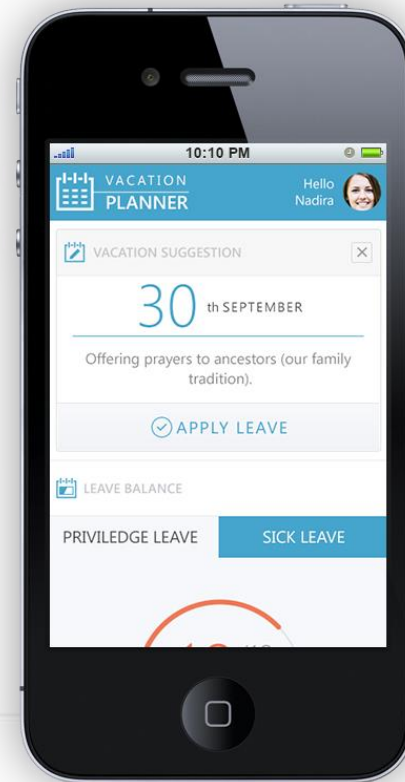 10:10 PM
VACATION
PLANNER
Hello
Nadira
VACATION SUGGESTION
30 th SEPTEMBER
Offering prayers to ancestors (our family
tradition).
APPLY LEAVE
LEAVE BALANCE
PRIVILEDGE LEAVE
SICK LEAVE